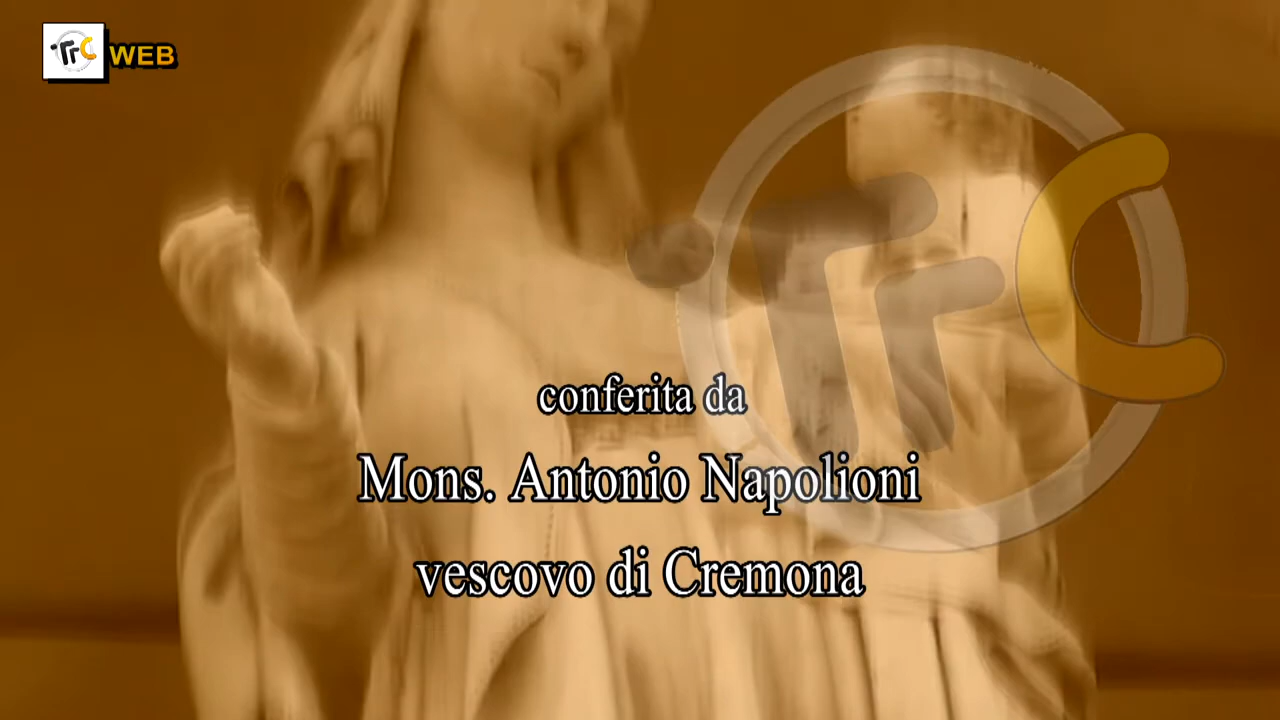 TRC WEB
conferita da
Mons. Antonio Napolioni
vescovo di Cremona